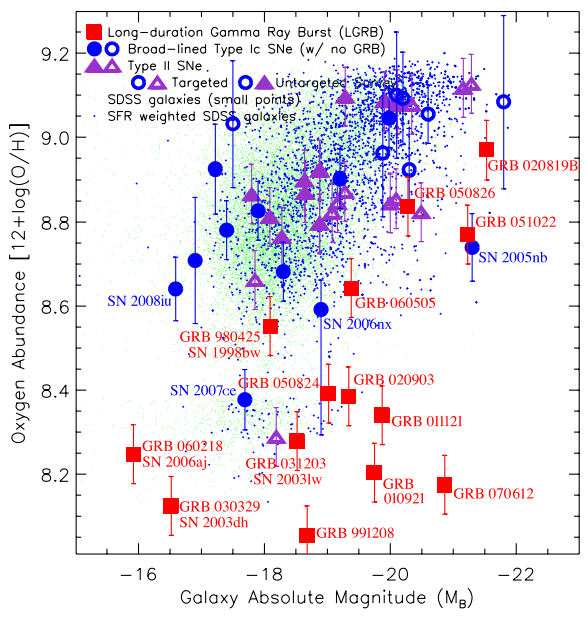 Long-duration Gamma Ray Burst (LGRB)
Broad-lined Type Ic SNe (w/ no GRB)
Type II SNe
Targeted
Untargeted
SDSS galaxies (small points)
SFR weighted SDSS galaxies
9.2
9.0
8.8
8.6
8.4
8.2
Oxygen Abundance [12+log(O/H)]
GRB 020819B
GRB 050826
GRB 051022
SN 2005nb
SN 2008iu
GRB 060505
SN 2006nx
GRB 980425
SN 1998bw
SN 2007ce
GRB 050824
GRB 020903
GRB 011121
GRB 060218
SN 2006aj
GRB 031203
SN 2003lw
GRB
010921
GRB 070612
GRB 030329
SN 2003dh
GRB 991208
−16
−18
−20
−22
Galaxy Absolute Magnitude (MB)